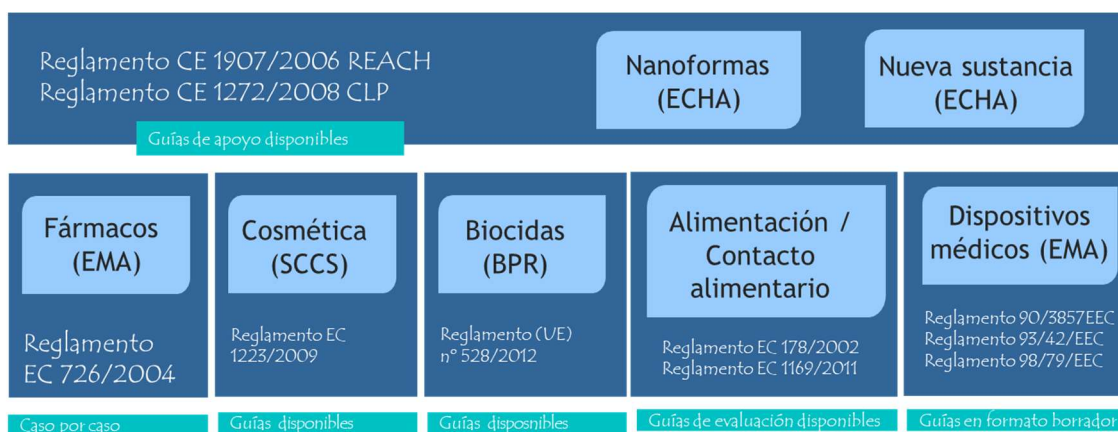 Reglamento CE 1907/2006 REACH
Reglamento CE 1272/2008 CLP
Guías de apoyo disponibles
Nanoformas
(ECHA)
Nueva sustancia
(ECHA)
Fármacos
(EMA)
Reglamento
EC 726/2004
Caso por caso
Cosmética
(SCCS)
Reglamento EC
1223/2009
Guías disponibles
Biocidas
(BPR)
Reglamento (UE)
nº 528/2012
Guías disposnibles
Alimentación /
Contacto
alimentario
Reglamento EC 178/2002
Reglamento EC 1169/2011
Guías de evaluación disponibles
Dispositivos
médicos (EMA)
Reglamento 90/3857EEC
Reglamento 93/42/EEC
Reglamento 98/79/EEC
Guías en formato borrador